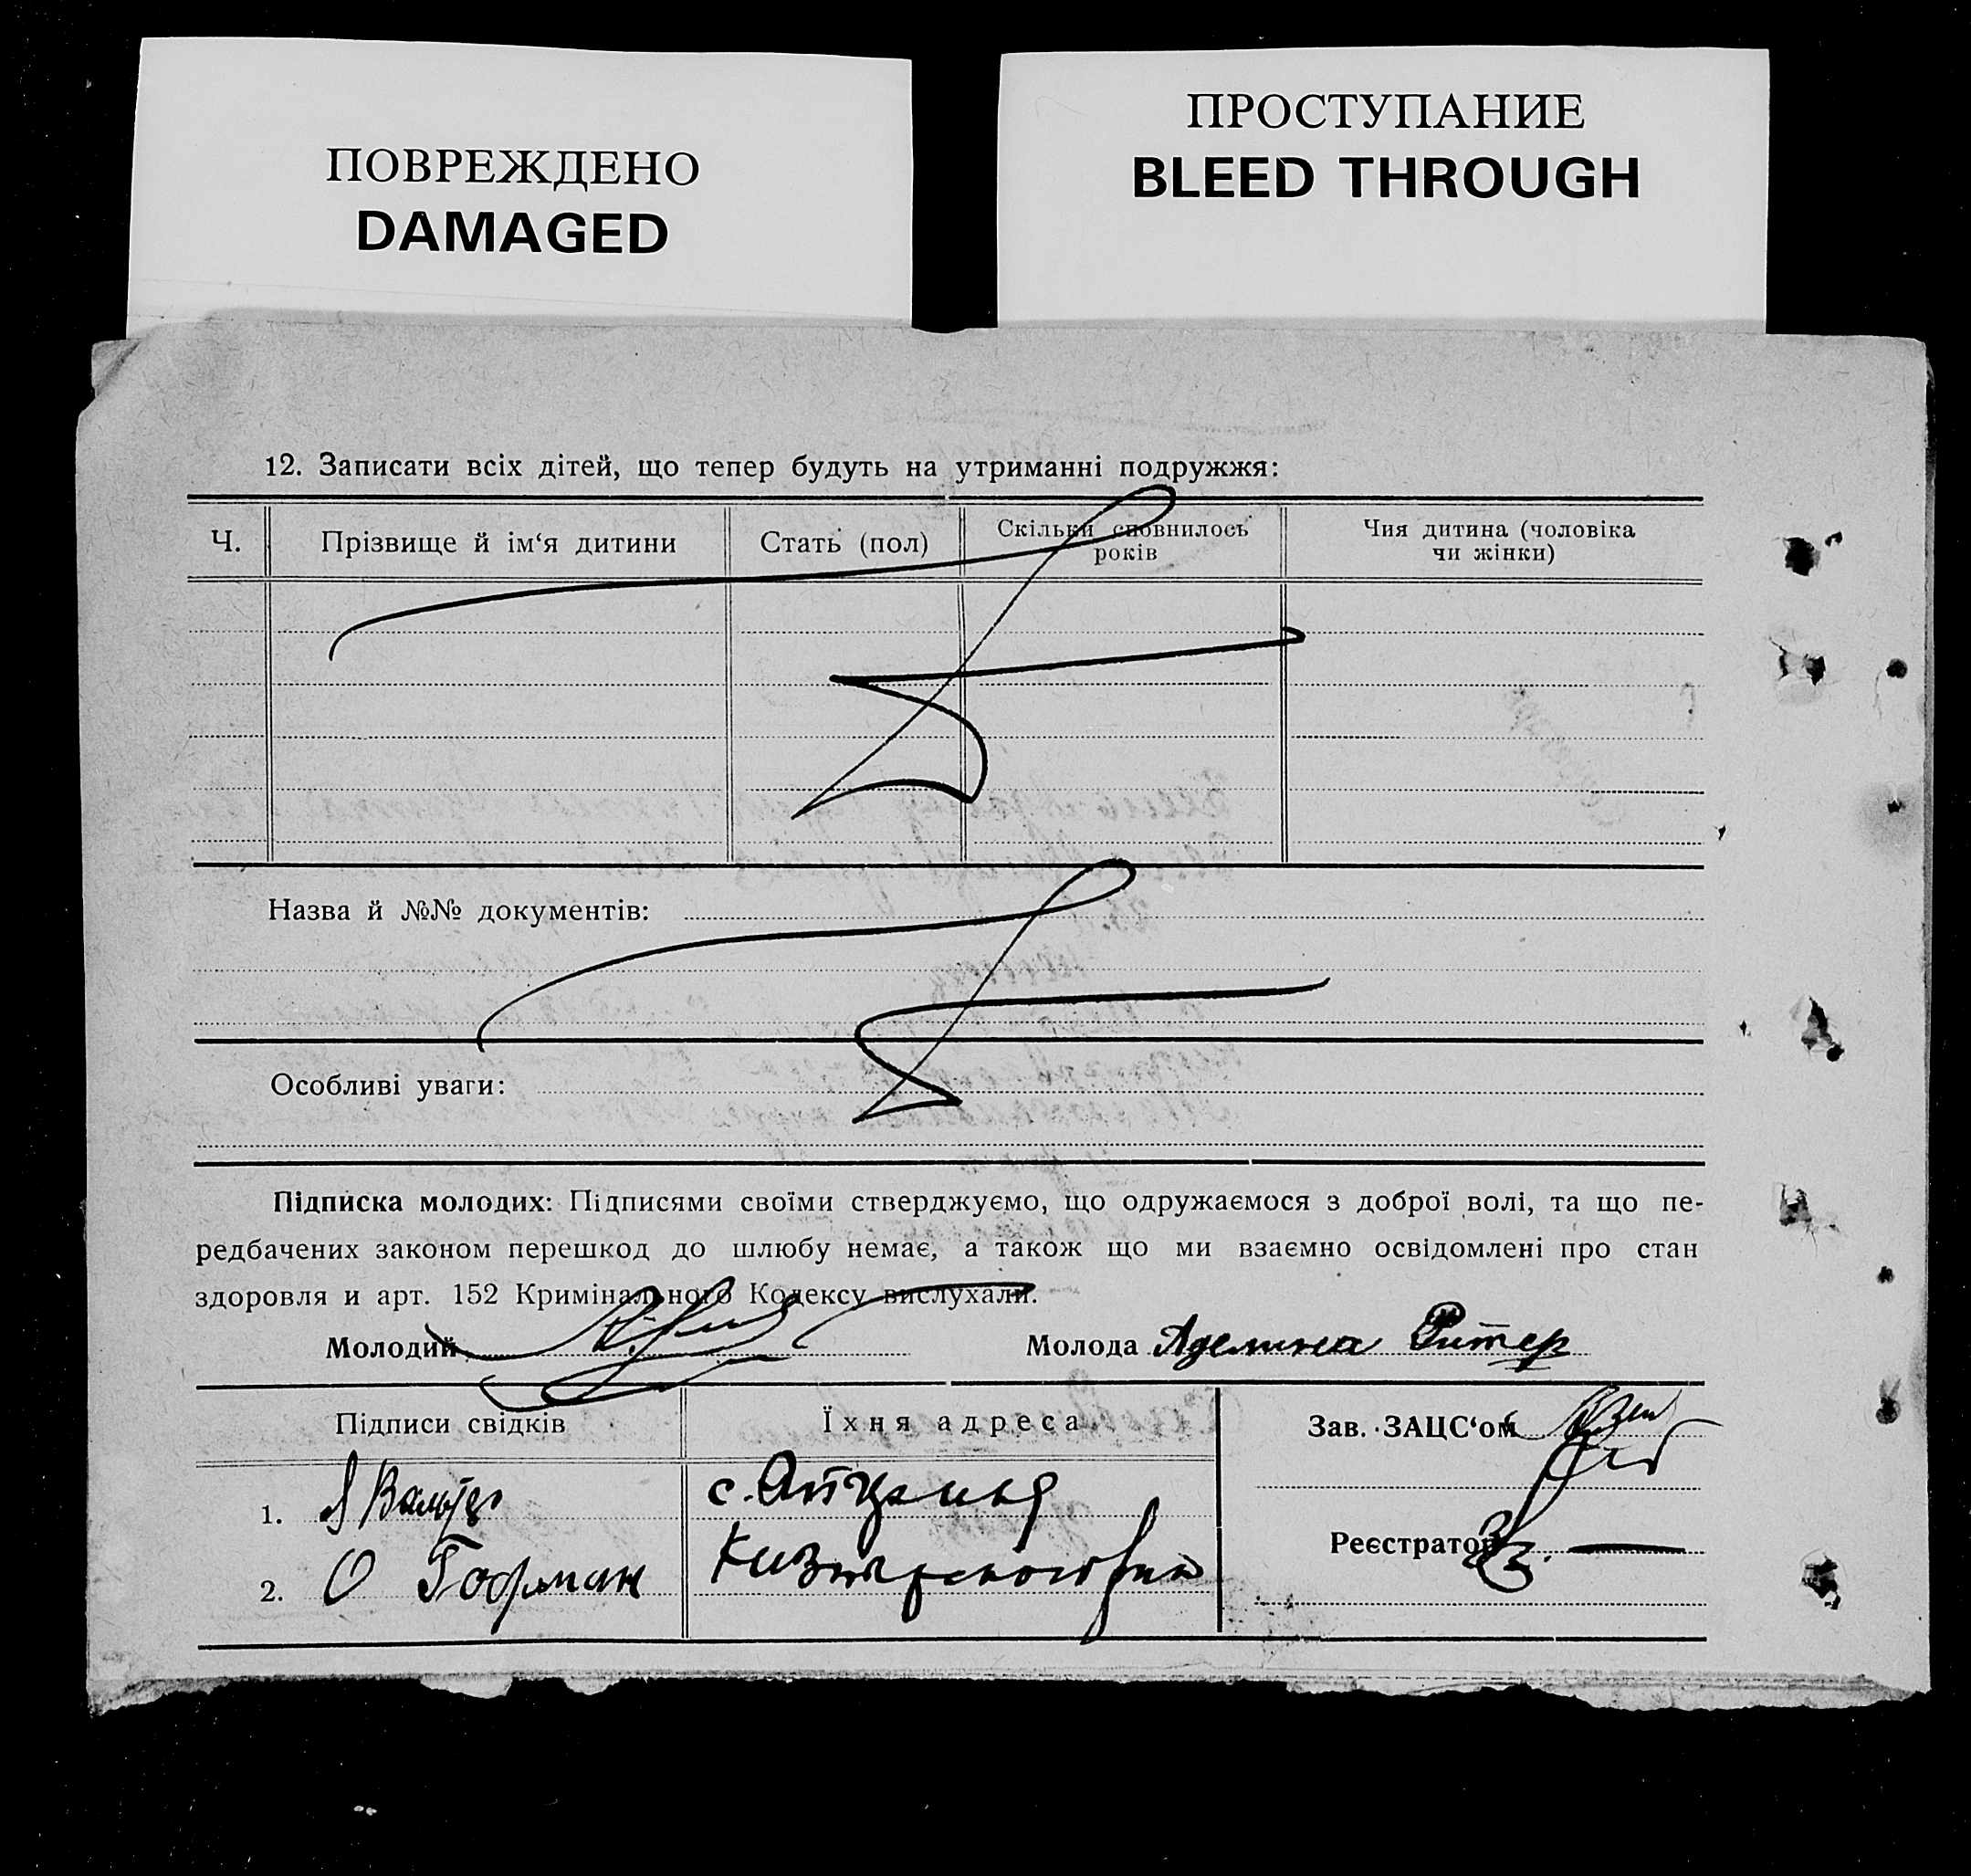 ПОВРЕЖДЕНО
DAMAGED
ПРОСТУПАНИЕ
BLEED THROUGH
12. Записати всіх дітей, що тепер будуть на утриманні подружжя:
Ч.
Прізвище й ім‘я дитини
Стать (пол)
Скільки сповнилось
років
Чия дитина (чоловіка
чи жінки)
Назва й №№ документів:
Особливі уваги:
Підписка молодих: Підписями своїми стверджуємо, що одружаємося з доброї волі, та що пе-
редбачених законом перешкод до шлюбу немає, а також що ми взаємно освідомлені про стан
здоровля и арт. 152 Кримінального Кодексу вислухали.
Молодий
Молода Аделина Ритер
Підписи свідків
Їхня адреса
Зав. ЗАЦС‘ом
1.
2. О Гофман
Реєстратор